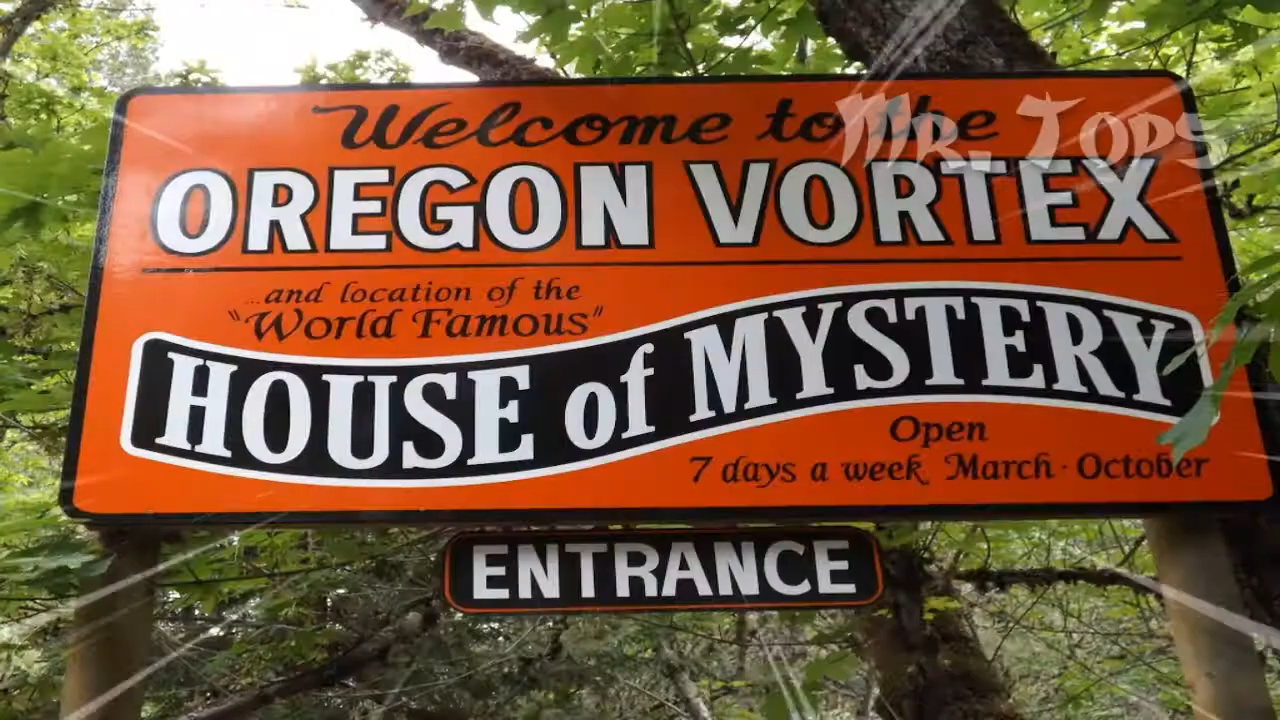 Welcome to the
Mr. Tops
OREGON VORTEX
...and location of the
"World Famous"
HOUSE of MYSTERY
Open
7 days a week, March · October
ENTRANCE